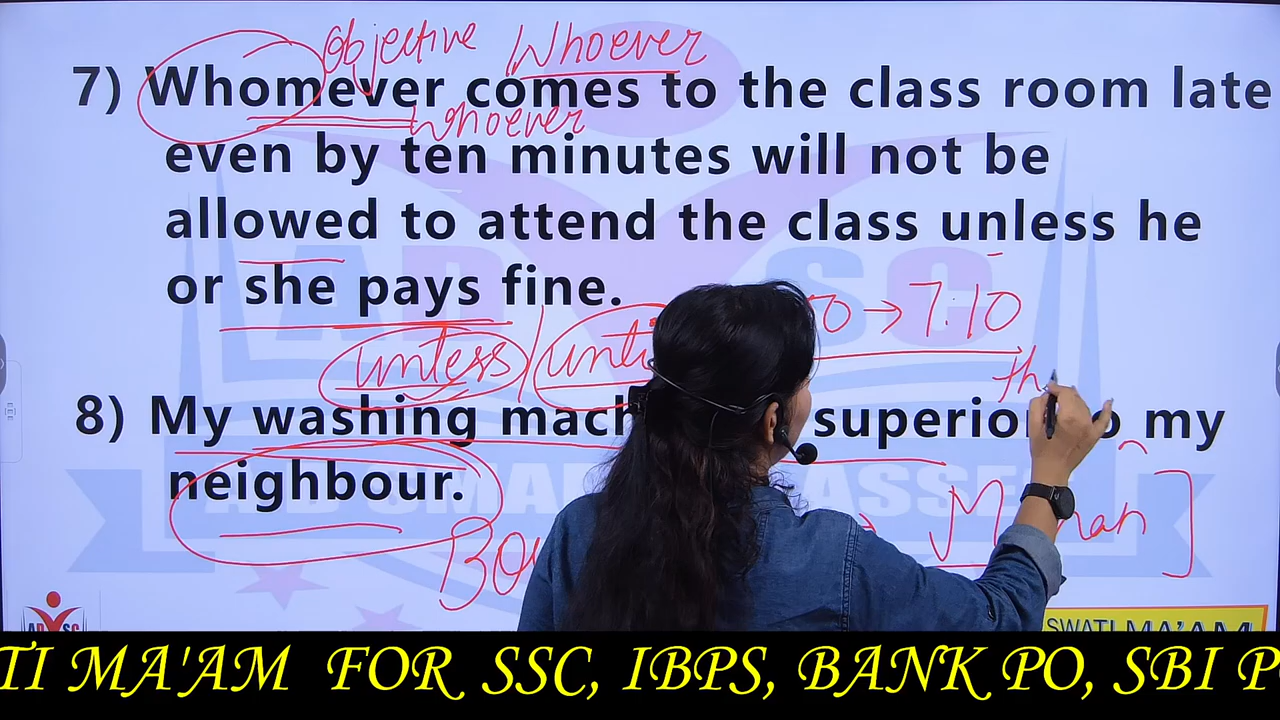 objective Whoever
7) Whomever comes to the class room late
whoever
even by ten minutes will not be
allowed to attend the class unless he
or she pays fine.
→ 7:10
unless
th
8) My washing superior my
neighbour.
SWATI MA'AM
TI MA'AM FOR SSC, IBPS, BANK PO, SBI P